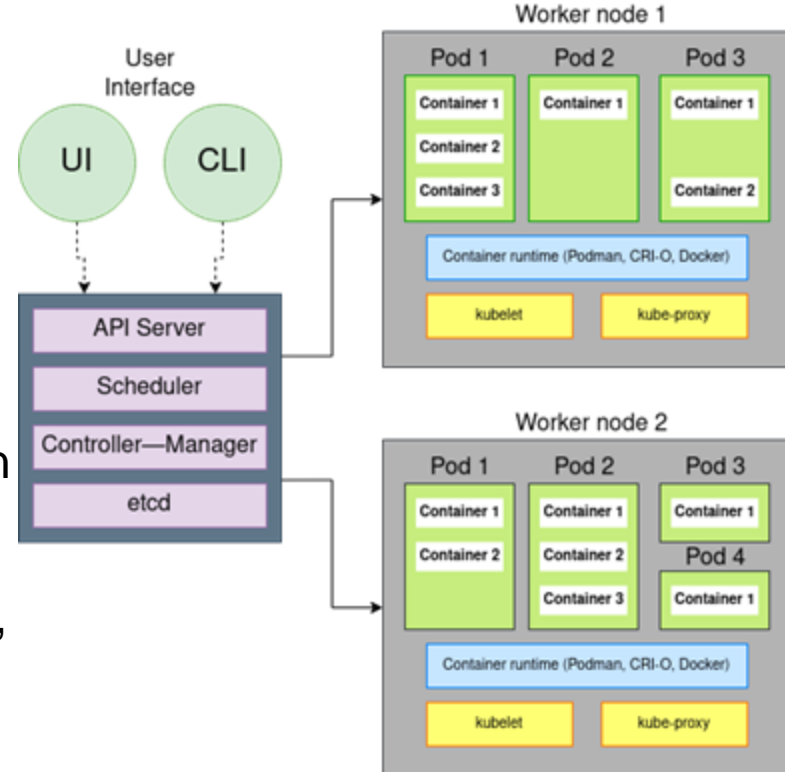 User
Interface
UI
CLI
API Server
Scheduler
Controller—Manager
etcd
n
,
Worker node 1
Pod 1
Container 1
Container 2
Container 3
Pod 2
Container 1
Pod 3
Container 1
Container 2
Container runtime (Podman, CRI-O, Docker)
kubelet
kube-proxy
Worker node 2
Pod 1
Container 1
Container 2
Pod 2
Container 1
Container 2
Container 3
Pod 3
Container 1
Pod 4
Container 1
Container runtime (Podman, CRI-O, Docker)
kubelet
kube-proxy